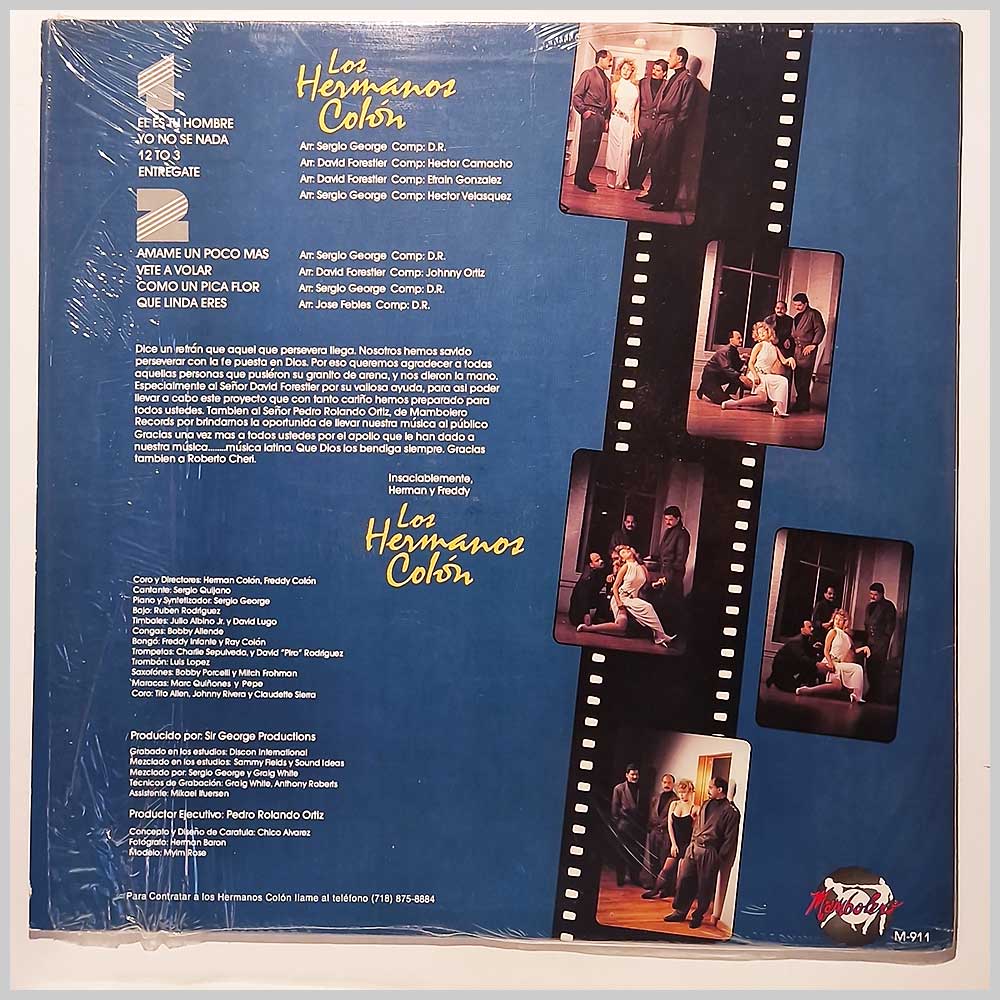 Los
Hermanos
Colón
1
EL ES TU HOMBRE
YO NO SE NADA
12 TO 3
ENTREGATE
Arr: Sergio George Comp: D.R.
Arr: David Forestier Comp: Hector Camacho
Arr: David Forestier Comp: Efrain Gonzalez
Arr: Sergio George Comp: Hector Velasquez
2
AMAME UN POCO MAS
VETE A VOLAR
COMO UN PICA FLOR
QUE LINDA ERES
Arr: Sergio George Comp: D.R.
Arr: David Forestier Comp: Johnny Ortiz
Arr: Sergio George Comp: D.R.
Arr: Jose Febles Comp: D.R.
Dice un refrán que aquel que persevera llega. Nosotros hemos savido
perseverar con la fe puesta en Dios. Por eso queremos agradecer a todas
aquellas personas que pusiéron su granito de arena, y nos dieron la mano.
Especialmente al Señor David Forestier por su valiosa ayuda, para asi poder
llevar a cabo este proyecto que con tanto cariño hemos preparado para
todos ustedes. Tambien al Señor Pedro Rolando Ortiz, de Mambolero
Records por brindarnos la oportunida de llevar nuestra música al público
Gracias una vez mas a todos ustedes por el apolio que le han dado a
nuestra música........música latina. Que Dios los bendiga siempre. Gracias
tambien a Roberto Cheri.
Insaciablemente,
Herman y Freddy
Los
Hermanos
Colón
Coro y Directores: Herman Colón, Freddy Colón
Cantante: Sergio Quijano
Piano y Syntetizador: Sergio George
Bajo: Ruben Rodriguez
Timbales: Julio Albino Jr. y David Lugo
Congas: Bobby Allende
Bongó: Freddy Infante y Ray Colón
Trompetas: Charlie Sepulveda, y David "Piro" Rodriguez
Trombón: Luis Lopez
Saxofónes: Bobby Porcelli y Mitch Frohman
Maracas: Marc Quiñones y Pepe
Coro: Tito Allen, Johnny Rivera y Claudette Sierra
Producido por: Sir George Productions
Grabado en los estudios: Discon International
Mezclado en los estudios: Sammy Fields y Sound Ideas
Mezclado por: Sergio George y Graig White
Técnicos de Grabación: Graig White, Anthony Roberts
Assistente: Mikael Ifuersen
Productor Ejecutivo: Pedro Rolando Ortiz
Concepto y Diseño de Caratula: Chico Alvarez
Fotógrafo: Herman Baron
Modelo: Myim Rose
Para Contratar a los Hermanos Colón llame al teléfono (718) 875-8884
Mambolero
M-911